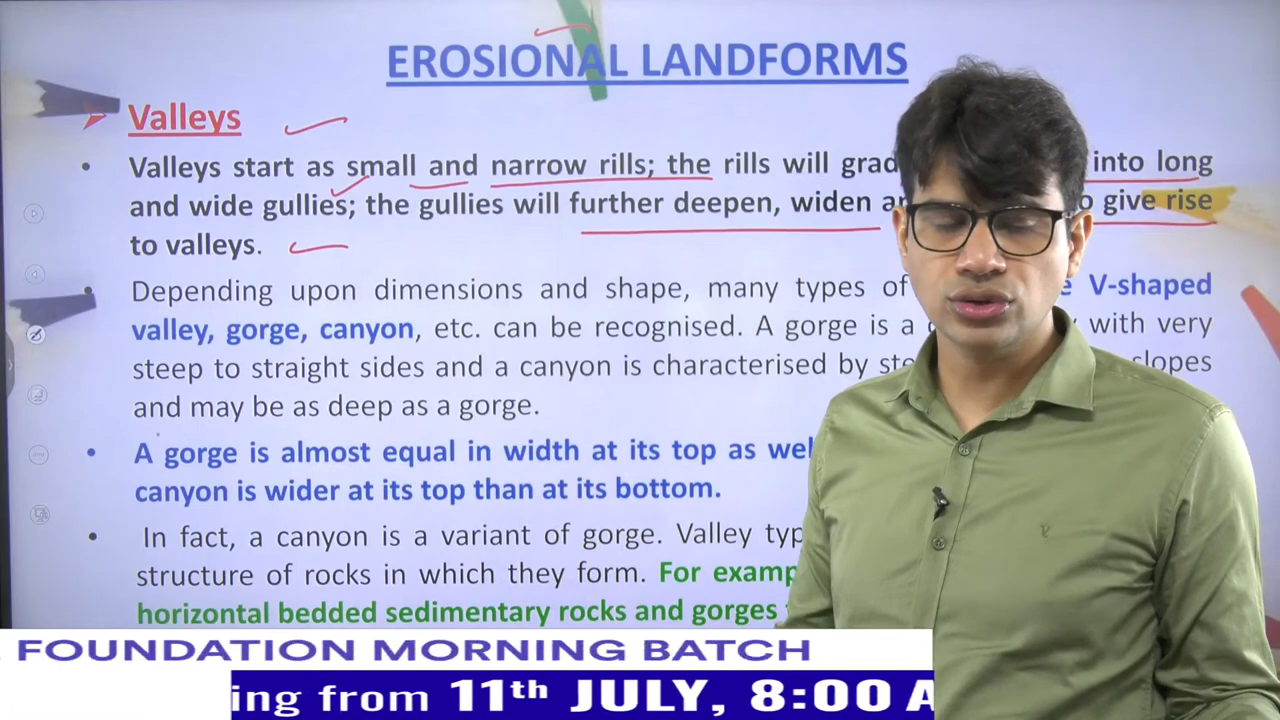 EROSIONAL LANDFORMS
Valleys
• Valleys start as small and narrow rills; the rills will into long
and wide gullies; the gullies will further deepen, widen give rise
to valleys.
• Depending upon dimensions and shape, many types of V-shaped
valley, gorge, canyon, etc. can be recognised. A gorge is a with very
steep to straight sides and a canyon is characterised by slopes
and may be as deep as a gorge.
• A gorge is almost equal in width at its top as
canyon is wider at its top than at its bottom.
• In fact, a canyon is a variant of gorge. Valley
structure of rocks in which they form. For
horizontal bedded sedimentary rocks and gorges
FOUNDATION MORNING BATCH
ing from 11th JULY, 8:00 A